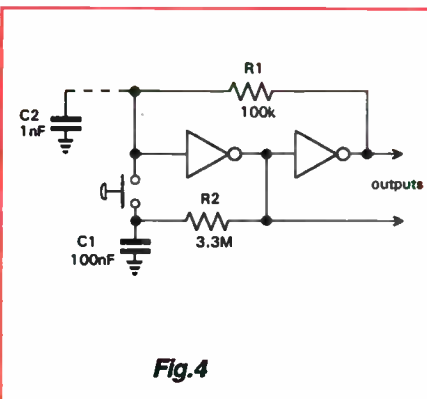 R1
100k
C2
1nF
outputs
R2
3.3M
C1
100nF
Fig.4